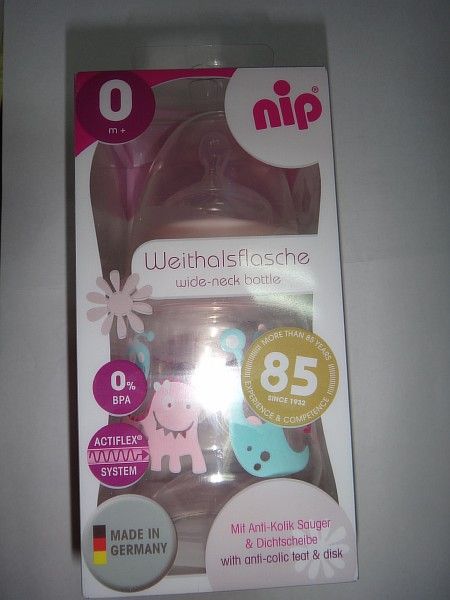 0
m+
nip®
Weithalsflasche
wide-neck bottle
MORE THAN 85 YEARS
85
SINCE 1932
EXPERIENCE & COMPETENCE
0%
BPA
ACTIFLEX®
SYSTEM
MADE IN
GERMANY
Mit Anti-Kolik Sauger
& Dichtscheibe
with anti-colic teat & disk